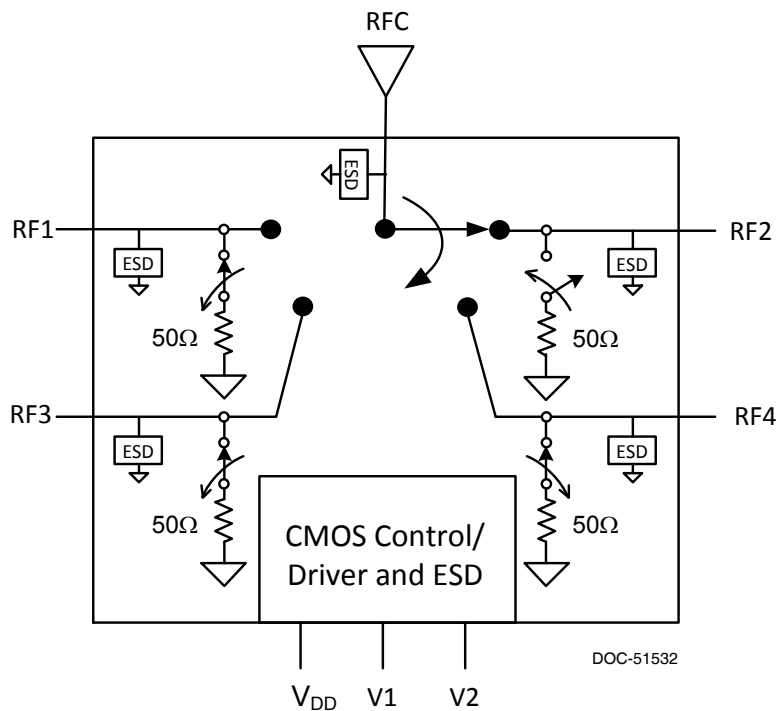 RFC
ESD
RF1
RF2
ESD
ESD
50Ω
50Ω
RF3
RF4
ESD
ESD
50Ω
50Ω
CMOS Control/
Driver and ESD
DOC-51532
VDD
V1
V2